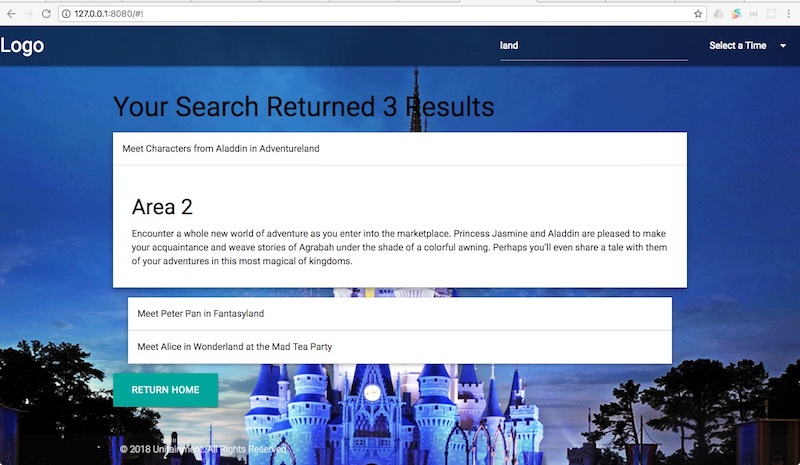 127.0.0.1:8080/#!
Logo
land
Select a Time
Your Search Returned 3 Results
Meet Characters from Aladdin in Adventureland
Area 2
Encounter a whole new world of adventure as you enter into the marketplace. Princess Jasmine and Aladdin are pleased to make
your acquaintance and weave stories of Agrabah under the shade of a colorful awning. Perhaps you'll even share a tale with them
of your adventures in this most magical of kingdoms.
Meet Peter Pan in Fantasyland
Meet Alice in Wonderland at the Mad Tea Party
RETURN HOME
© 2018 Unitainment. All Rights Reserved.